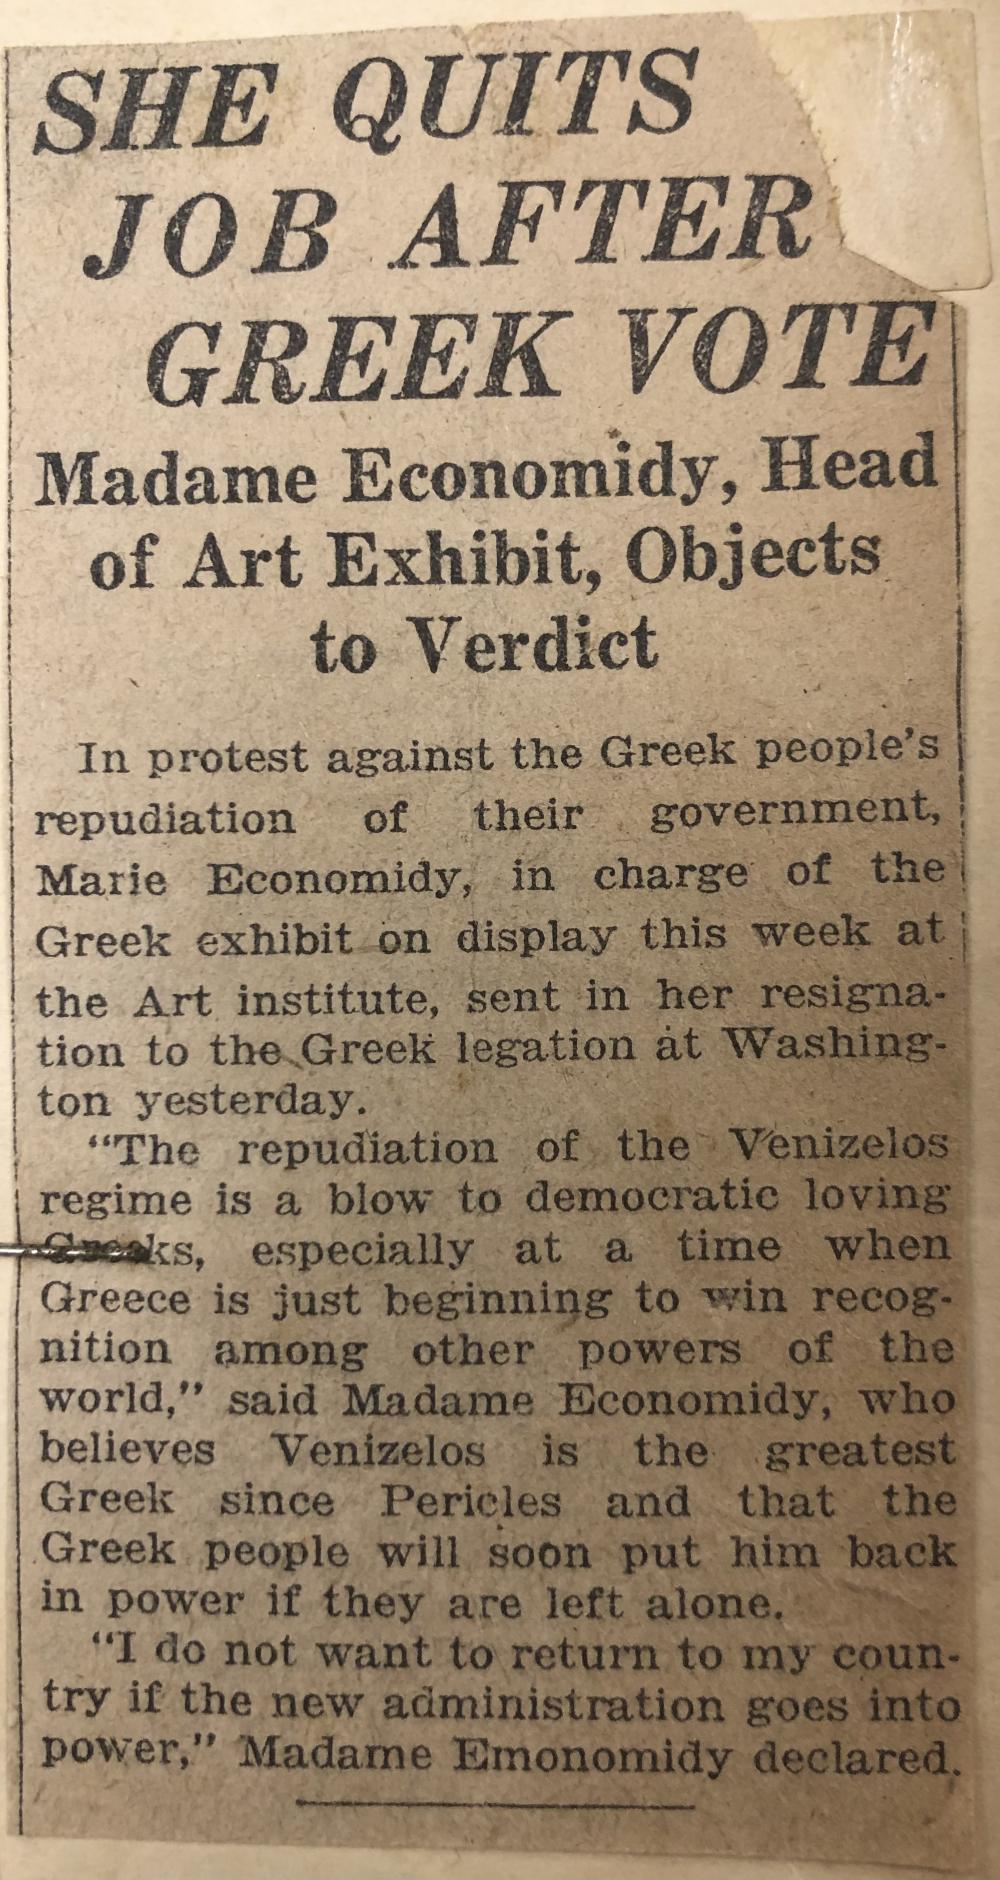 SHE QUITS
JOB AFTER
GREEK VOTE
Madame Economidy, Head
of Art Exhibit, Objects
to Verdict
In protest against the Greek people's
repudiation of their government,
Marie Economidy, in charge of the
Greek exhibit on display this week at
the Art institute, sent in her resigna-
tion to the Greek legation at Washing-
ton yesterday.
"The repudiation of the Venizelos
regime is a blow to democratic loving
Greeks, especially at a time when
Greece is just beginning to win recog-
nition among other powers of the
world," said Madame Economidy, who
believes Venizelos is the greatest
Greek since Pericles and that the
Greek people will soon put him back
in power if they are left alone.
"I do not want to return to my coun-
try if the new administration goes into
power," Madame Emonomidy declared.